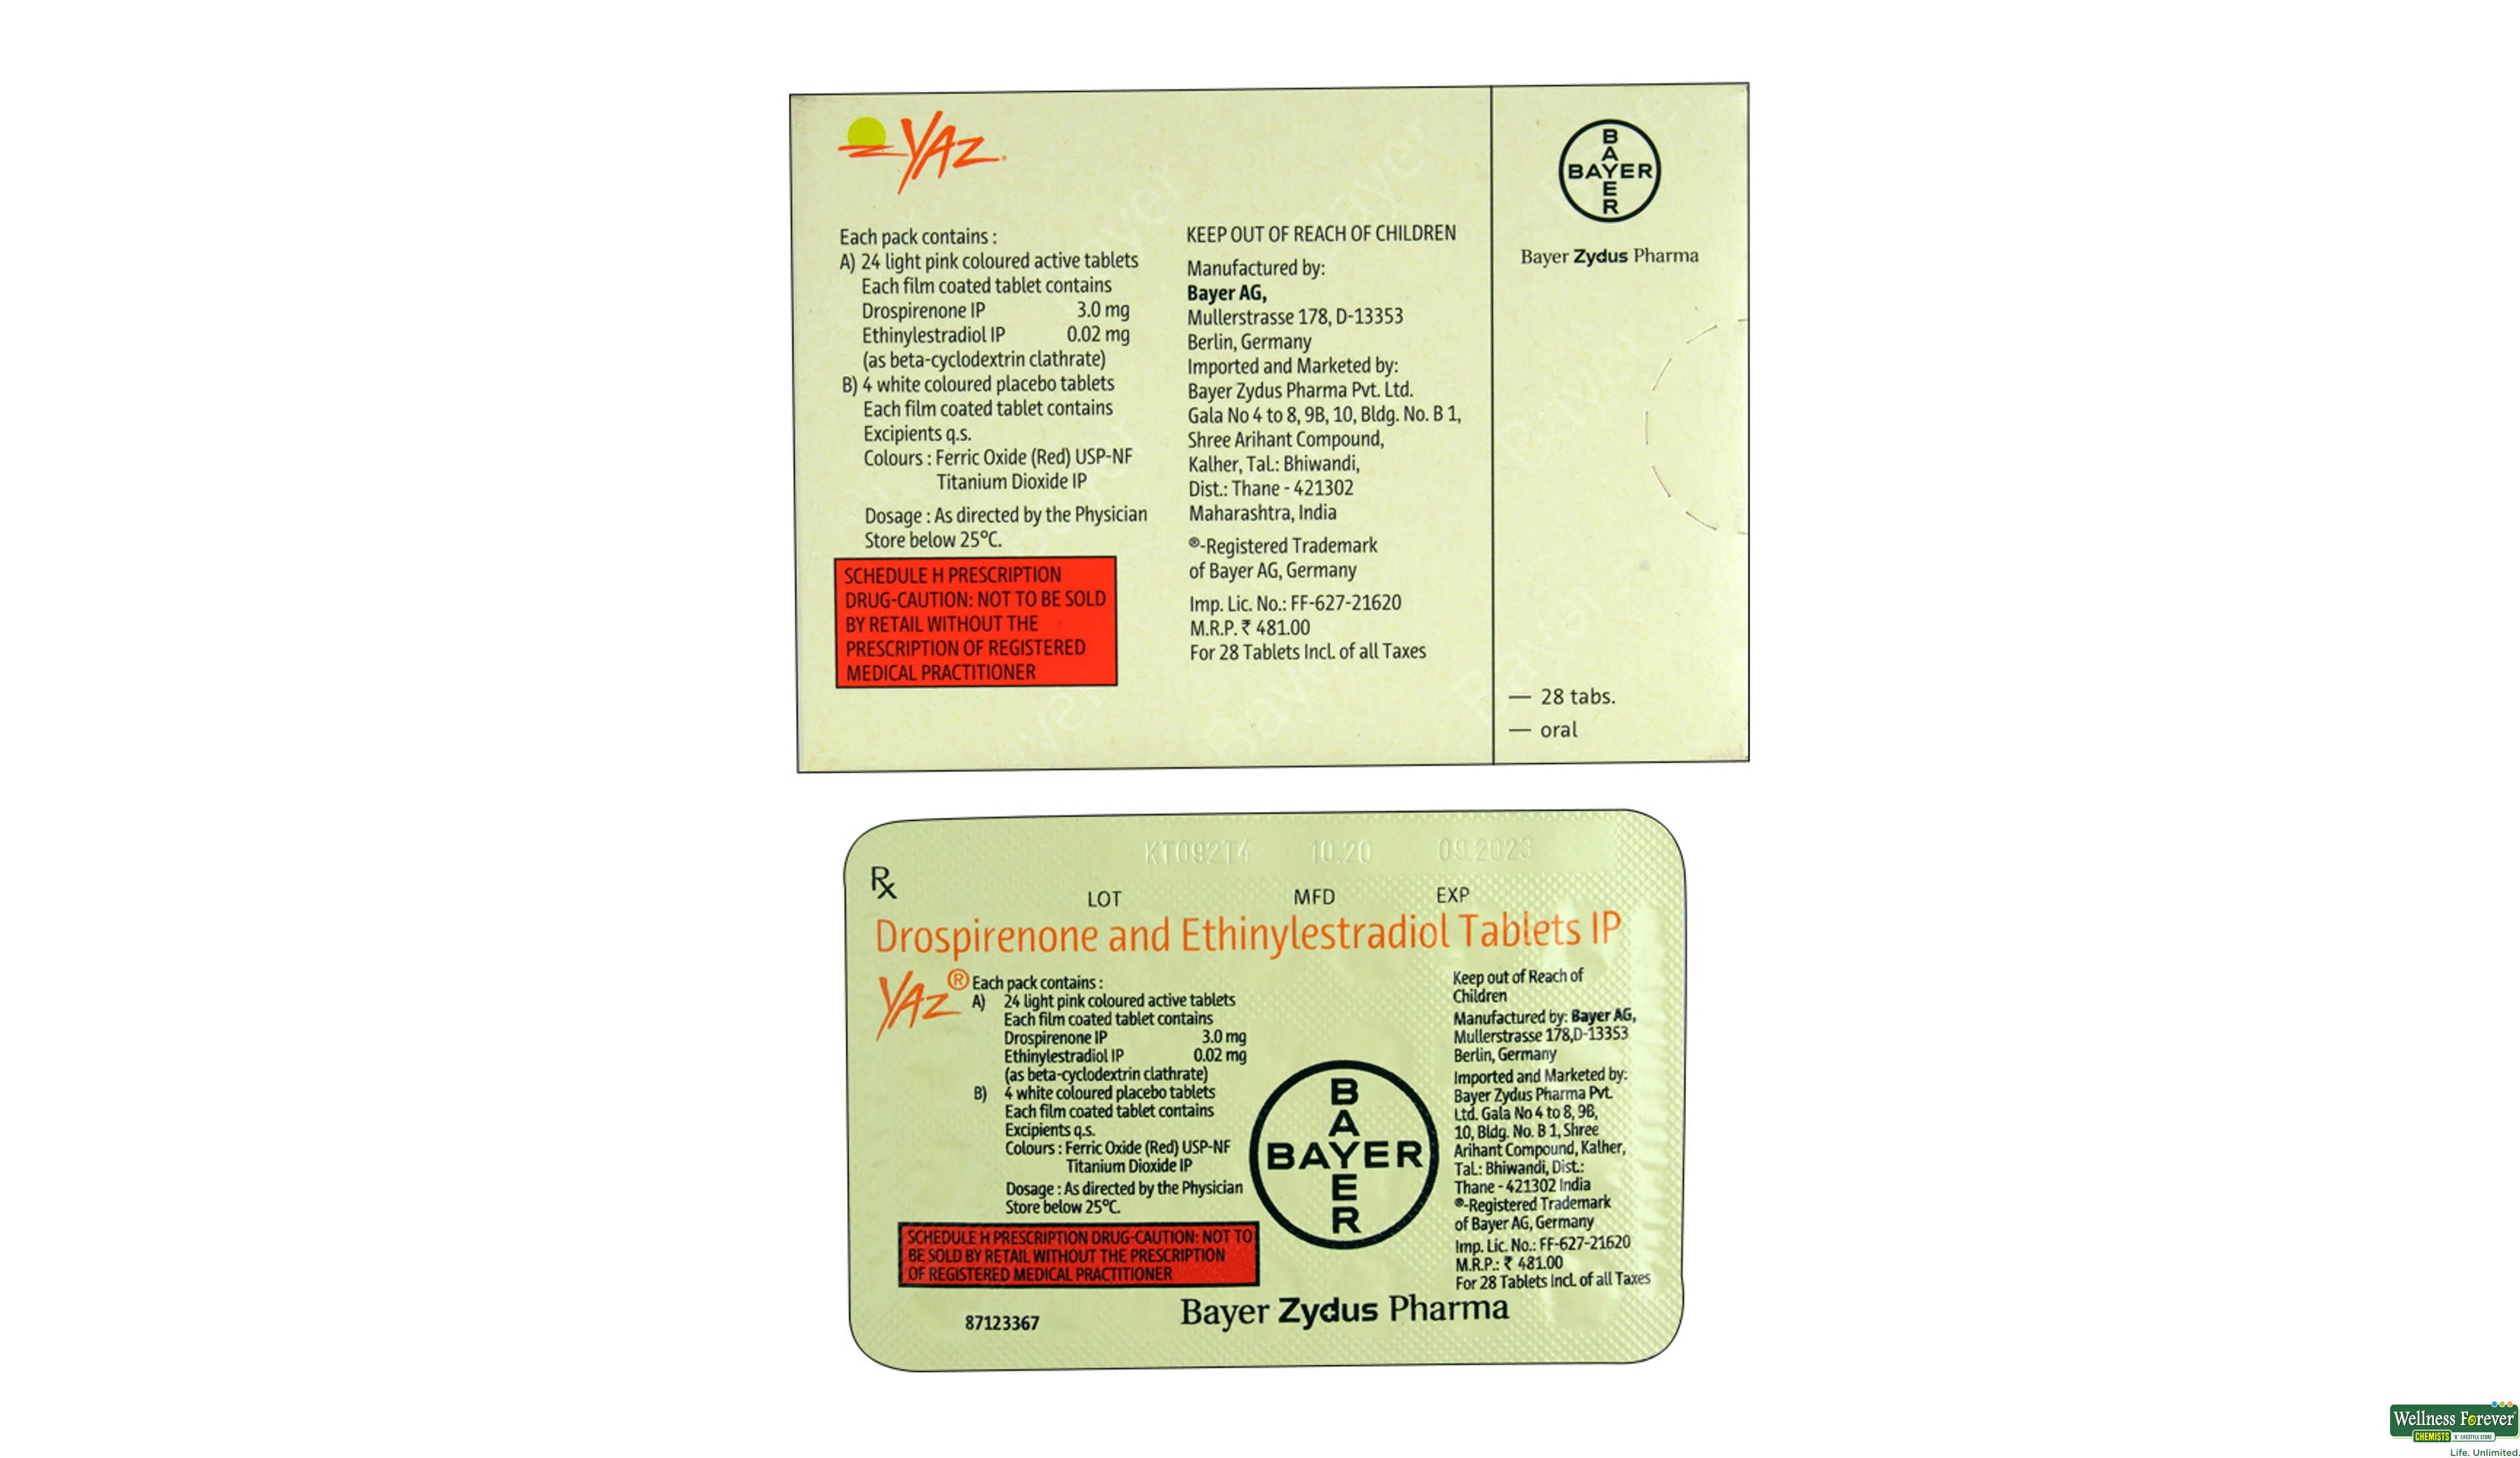 YAZ
Each pack contains :
A) 24 light pink coloured active tablets
Each film coated tablet contains
Drospirenone IP 3.0 mg
Ethinylestradiol IP 0.02 mg
(as beta-cyclodextrin clathrate)
B) 4 white coloured placebo tablets
Each film coated tablet contains
Excipients q.s.
Colours : Ferric Oxide (Red) USP-NF
Titanium Dioxide IP
Dosage : As directed by the Physician
Store below 25°C.
SCHEDULE H PRESCRIPTION
DRUG-CAUTION: NOT TO BE SOLD
BY RETAIL WITHOUT THE
PRESCRIPTION OF REGISTERED
MEDICAL PRACTITIONER
KEEP OUT OF REACH OF CHILDREN
Manufactured by:
Bayer AG,
Mullerstrasse 178, D-13353
Berlin, Germany
Imported and Marketed by:
Bayer Zydus Pharma Pvt. Ltd.
Gala No 4 to 8, 9B, 10, Bldg. No. B 1,
Shree Arihant Compound,
Kalher, Tal.: Bhiwandi,
Dist.: Thane - 421302
Maharashtra, India
®-Registered Trademark
of Bayer AG, Germany
Imp. Lic. No.: FF-627-21620
M.R.P. ₹ 481.00
For 28 Tablets Incl. of all Taxes
BAYER
BAYER
Bayer Zydus Pharma
— 28 tabs.
— oral
KT092T4 10.20 09.2023
Rx
LOT MFD EXP
Drospirenone and Ethinylestradiol Tablets IP
YAZ®
Each pack contains :
A) 24 light pink coloured active tablets
Each film coated tablet contains
Drospirenone IP 3.0 mg
Ethinylestradiol IP 0.02 mg
(as beta-cyclodextrin clathrate)
B) 4 white coloured placebo tablets
Each film coated tablet contains
Excipients q.s.
Colours : Ferric Oxide (Red) USP-NF
Titanium Dioxide IP
Dosage : As directed by the Physician
Store below 25°C.
SCHEDULE H PRESCRIPTION DRUG-CAUTION: NOT TO
BE SOLD BY RETAIL WITHOUT THE PRESCRIPTION
OF REGISTERED MEDICAL PRACTITIONER
87123367
BAYER
BAYER
Keep out of Reach of
Children
Manufactured by: Bayer AG,
Mullerstrasse 178,D-13353
Berlin, Germany
Imported and Marketed by:
Bayer Zydus Pharma Pvt.
Ltd. Gala No 4 to 8, 9B,
10, Bldg. No. B 1, Shree
Arihant Compound, Kalher,
Tal.: Bhiwandi, Dist.:
Thane - 421302 India
®-Registered Trademark
of Bayer AG, Germany
Imp. Lic. No.: FF-627-21620
M.R.P.: ₹ 481.00
For 28 Tablets Incl. of all Taxes
Bayer Zydus Pharma
Wellness Forever
CHEMISTS & LIFESTYLE STORE
Life. Unlimited.